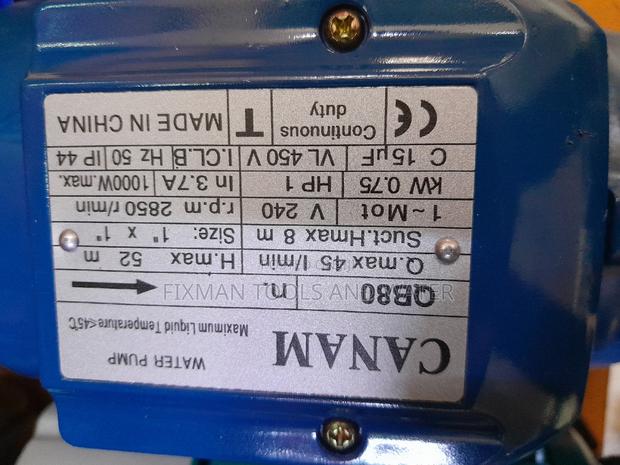 CANAM
WATER PUMP
Maximum Liquid Temperature≤45℃
QB80 n.
Q.max 45 l/min H.max 52 m
Suct.Hmax 8 m Size: 1" x 1"
1~Mot V 240 r.p.m 2850 r/min
kW 0.75 HP 1 In 3.7A 1000W.max.
C 15μF VL 450 V I.CL.B Hz 50 IP 44
CE Continuous duty T MADE IN CHINA
FIXMAN TOOLS AND